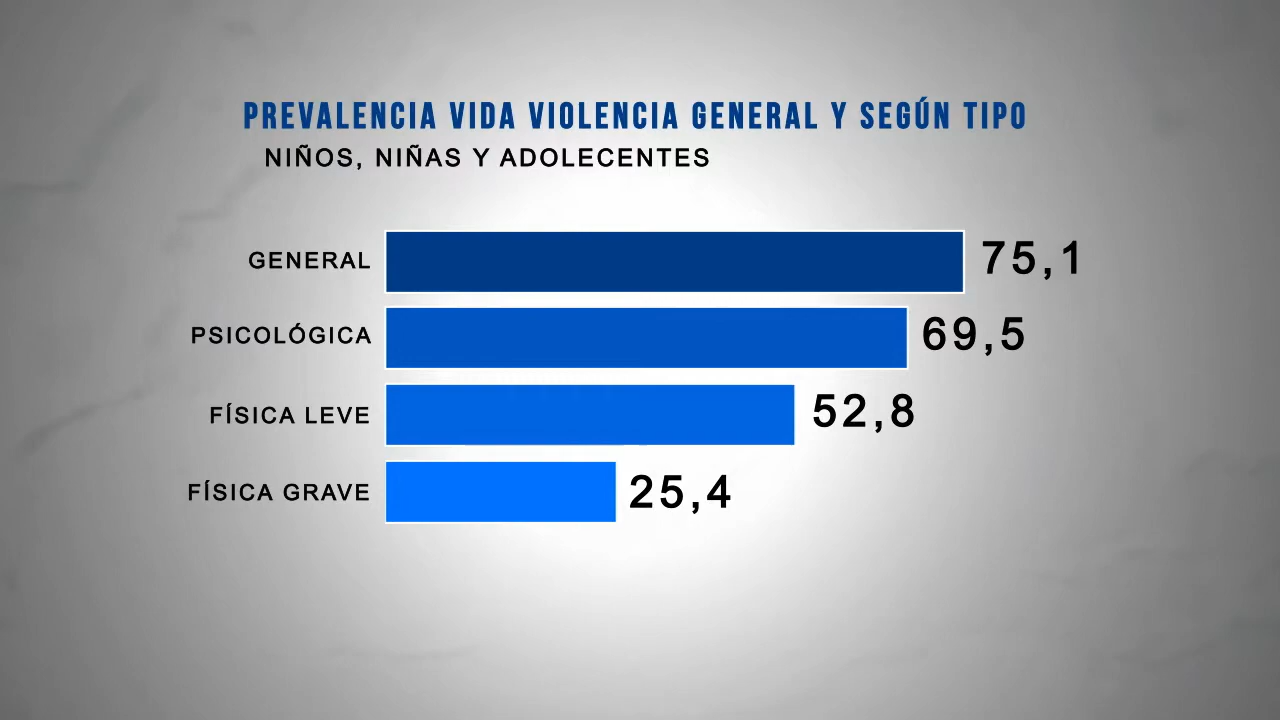 PREVALENCIA VIDA VIOLENCIA GENERAL Y SEGÚN TIPO
NIÑOS, NIÑAS Y ADOLECENTES
GENERAL 75,1
PSICOLÓGICA 69,5
FÍSICA LEVE 52,8
FÍSICA GRAVE 25,4